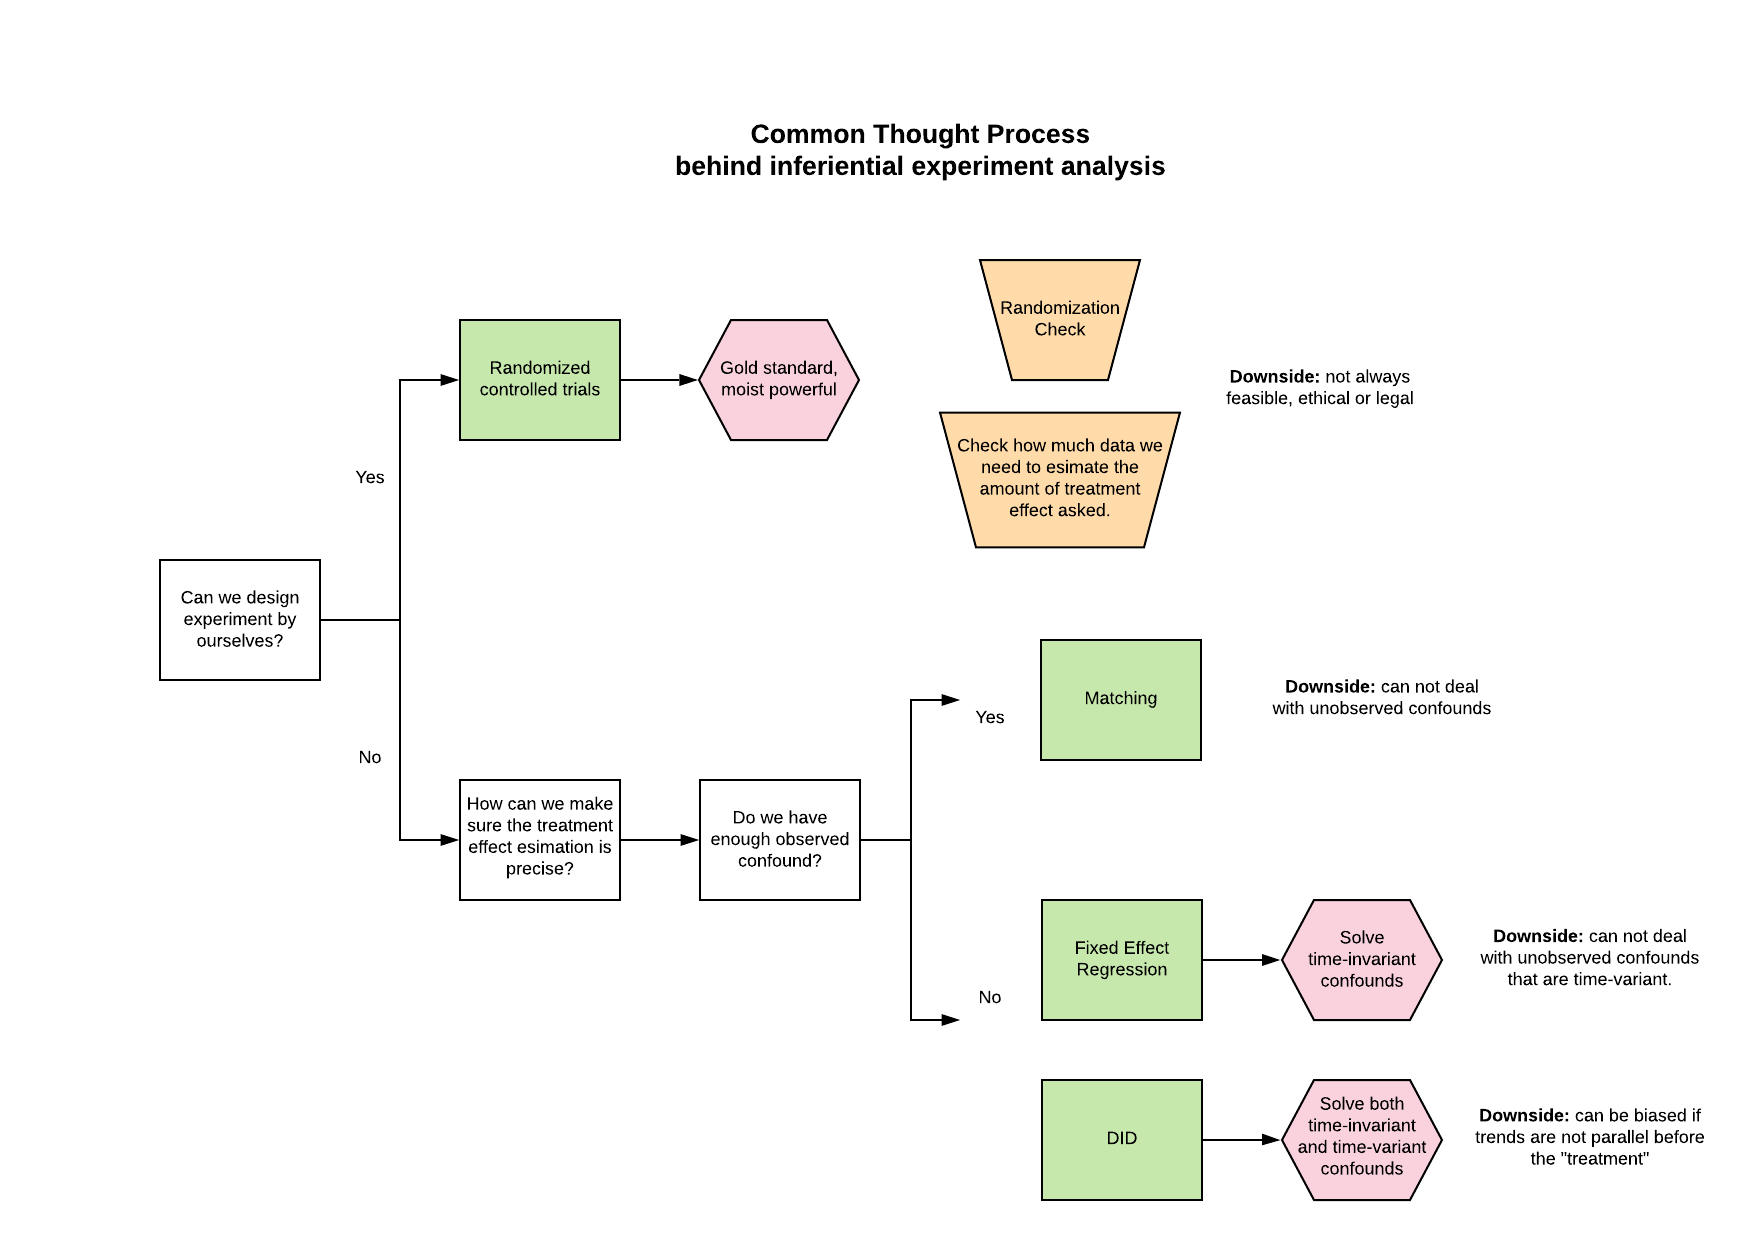 Common Thought Process
behind inferiential experiment analysis
Randomization
Check
Randomized
controlled trials
Gold standard,
moist powerful
Downside: not always
feasible, ethical or legal
Check how much data we
need to esimate the
amount of treatment
effect asked.
Yes
Can we design
experiment by
ourselves?
No
How can we make
sure the treatment
effect esimation is
precise?
Do we have
enough observed
confound?
Yes
Matching
Downside: can not deal
with unobserved confounds
No
Fixed Effect
Regression
Solve
time-invariant
confounds
Downside: can not deal
with unobserved confounds
that are time-variant.
DID
Solve both
time-invariant
and time-variant
confounds
Downside: can be biased if
trends are not parallel before
the "treatment"